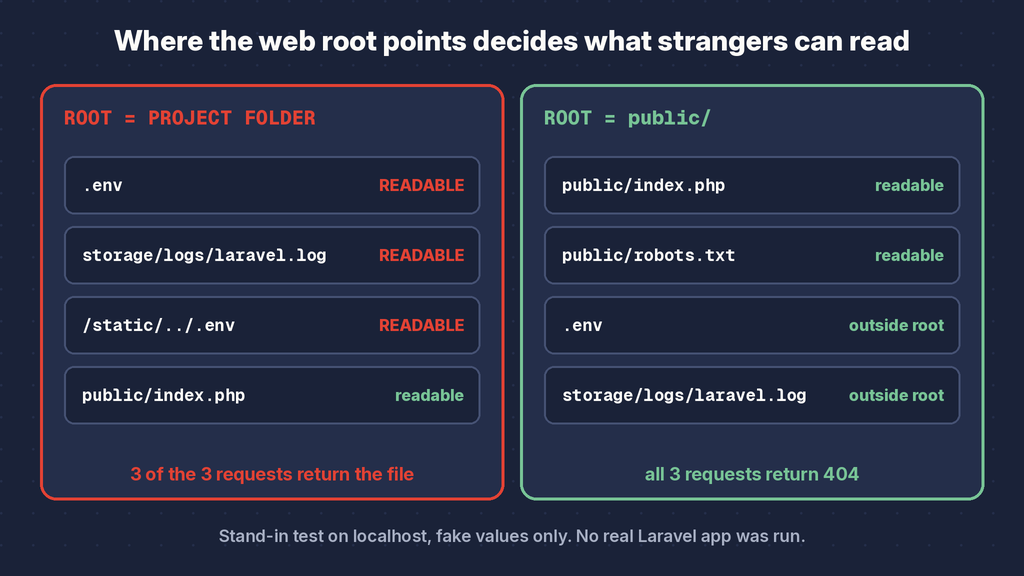 Where the web root points decides what strangers can read
ROOT = PROJECT FOLDER
.env READABLE
storage/logs/laravel.log READABLE
/static/../.env READABLE
public/index.php readable
3 of the 3 requests return the file
ROOT = public/
public/index.php readable
public/robots.txt readable
.env outside root
storage/logs/laravel.log outside root
all 3 requests return 404
Stand-in test on localhost, fake values only. No real Laravel app was run.